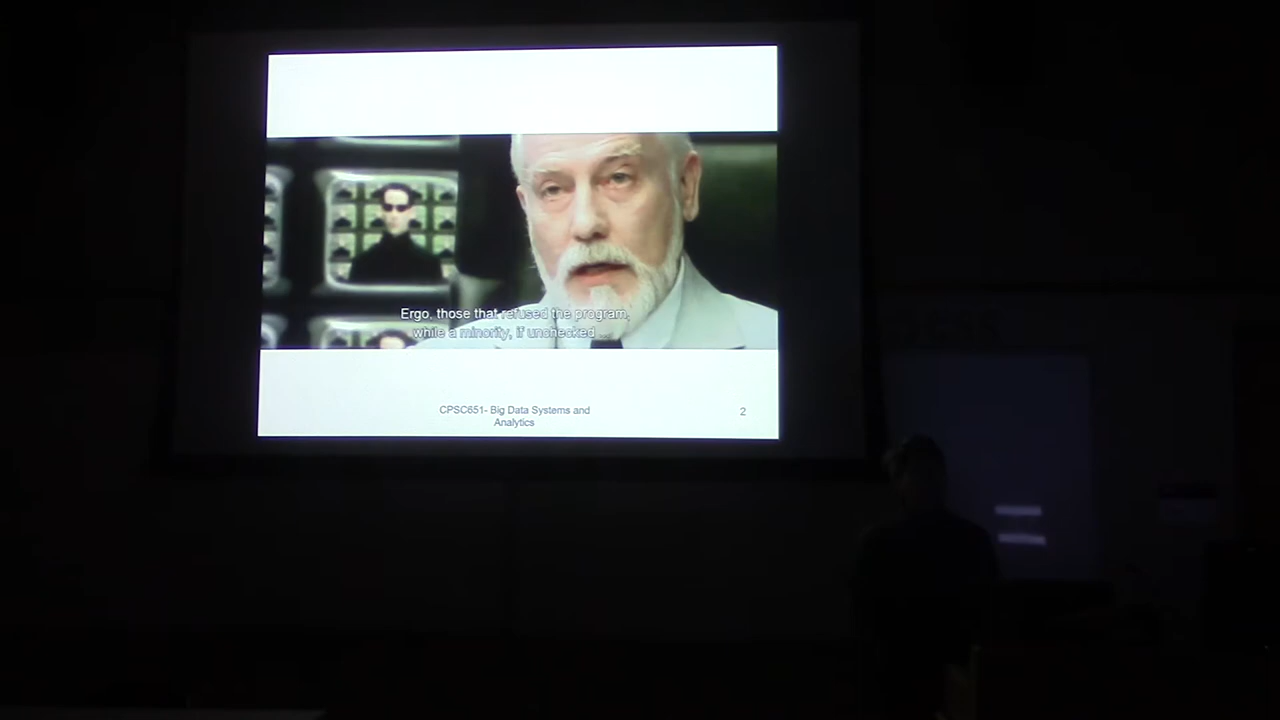 Ergo, those that refused the program,
while a minority, if unchecked ...
CPSC651- Big Data Systems and
Analytics
2